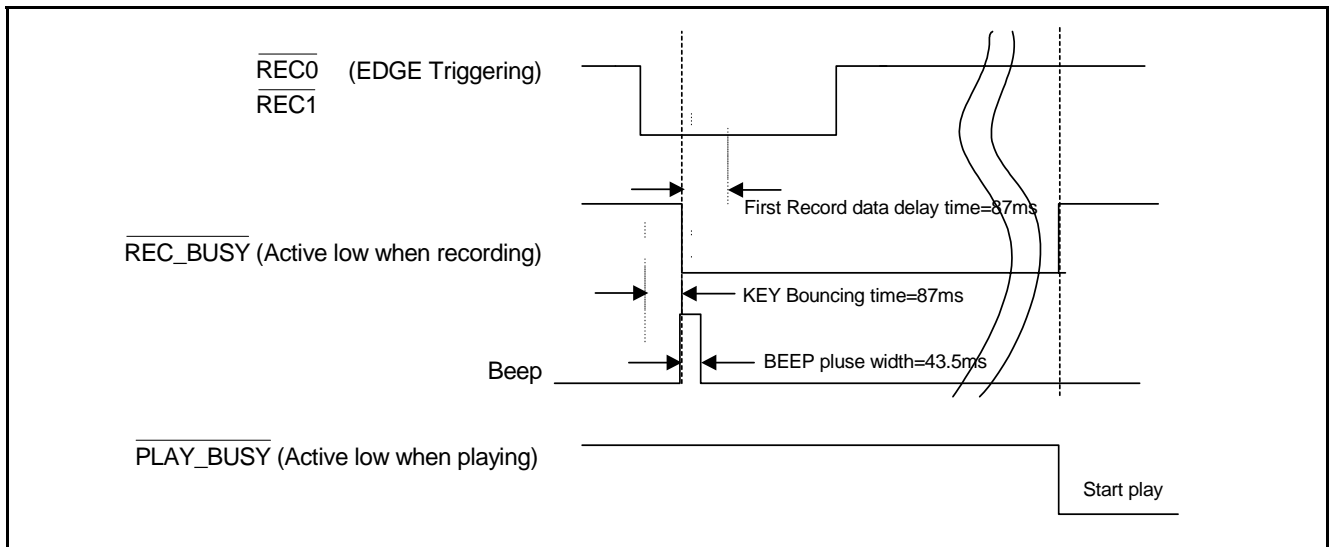 REC0 (EDGE Triggering)
REC1
First Record data delay time=87ms
REC_BUSY (Active low when recording)
KEY Bouncing time=87ms
BEEP pluse width=43.5ms
Beep
PLAY_BUSY (Active low when playing)
Start play